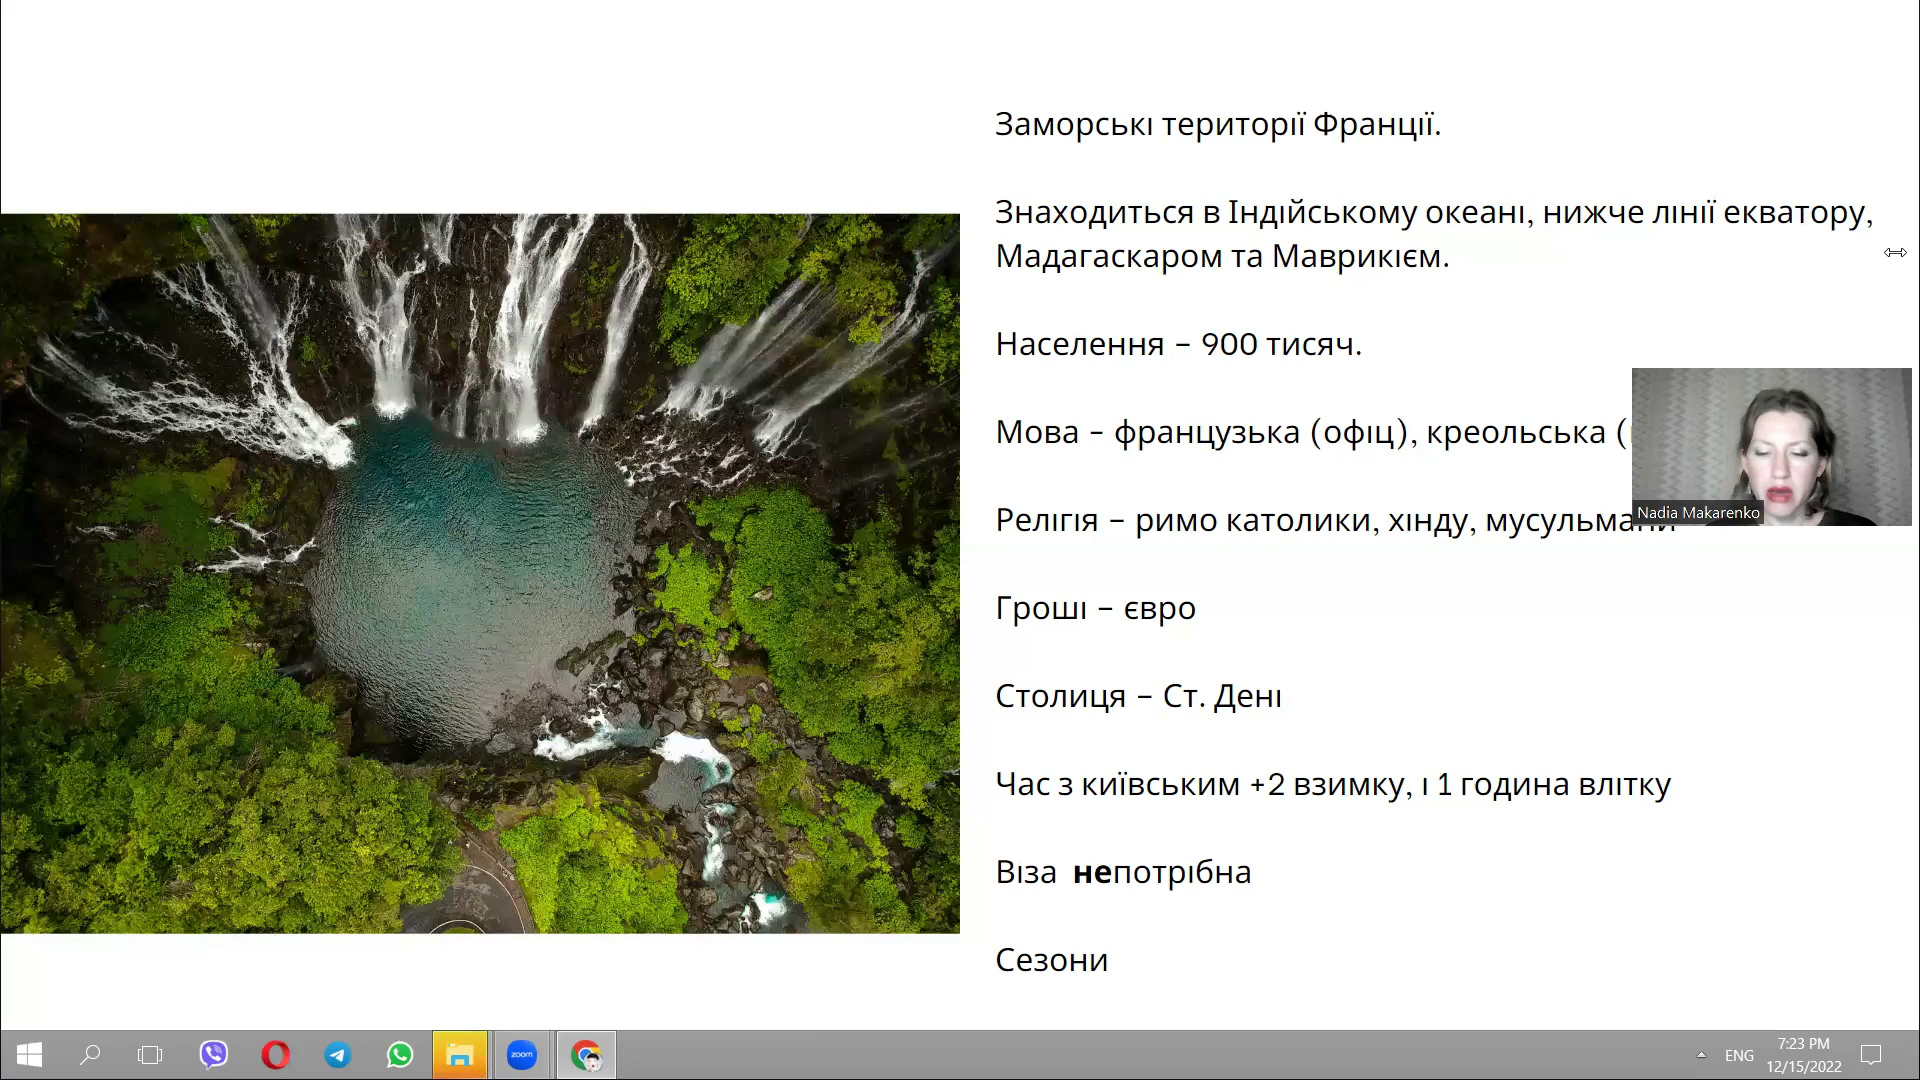 Заморські території Франції.
Знаходиться в Індійському океані, нижче лінії екватору,
Мадагаскаром та Маврикієм.
Населення – 900 тисяч.
Мова – французька (офіц), креольська (
Релігія – римо католики, хінду, мусульмани
Nadia Makarenko
Гроші – євро
Столиця – Ст. Дені
Час з київським +2 взимку, і 1 година влітку
Віза непотрібна
Сезони
zoom
ENG
7:23 PM
12/15/2022